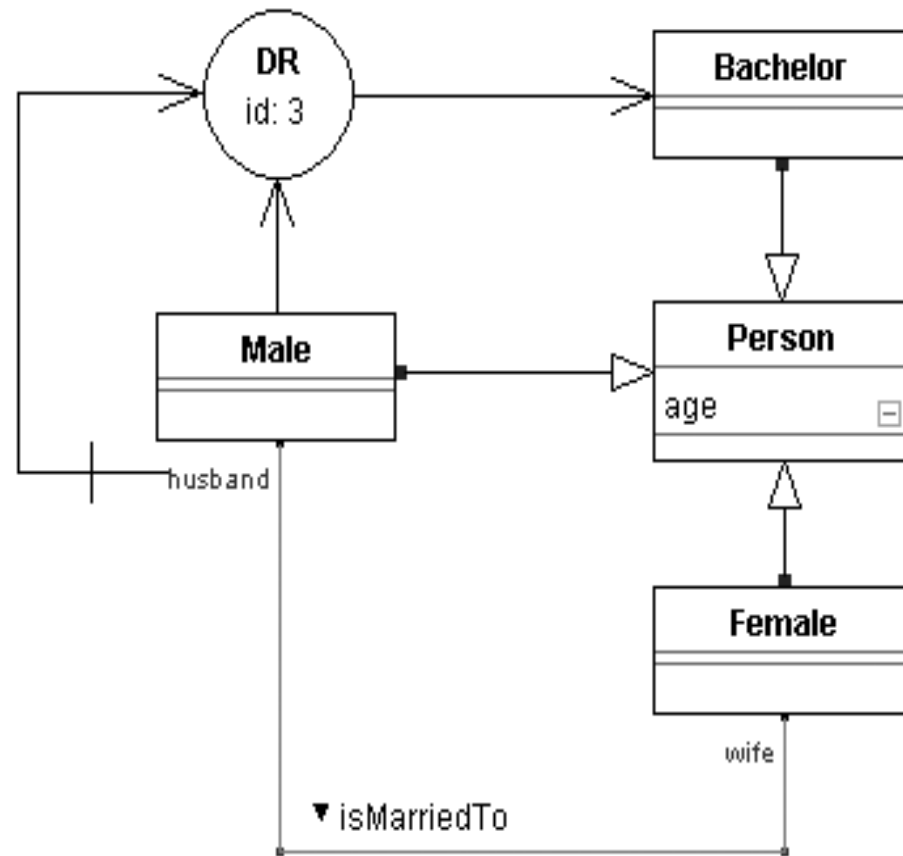 DR
id: 3
Bachelor
Male
Person
age
husband
Female
wife
▼ isMarriedTo